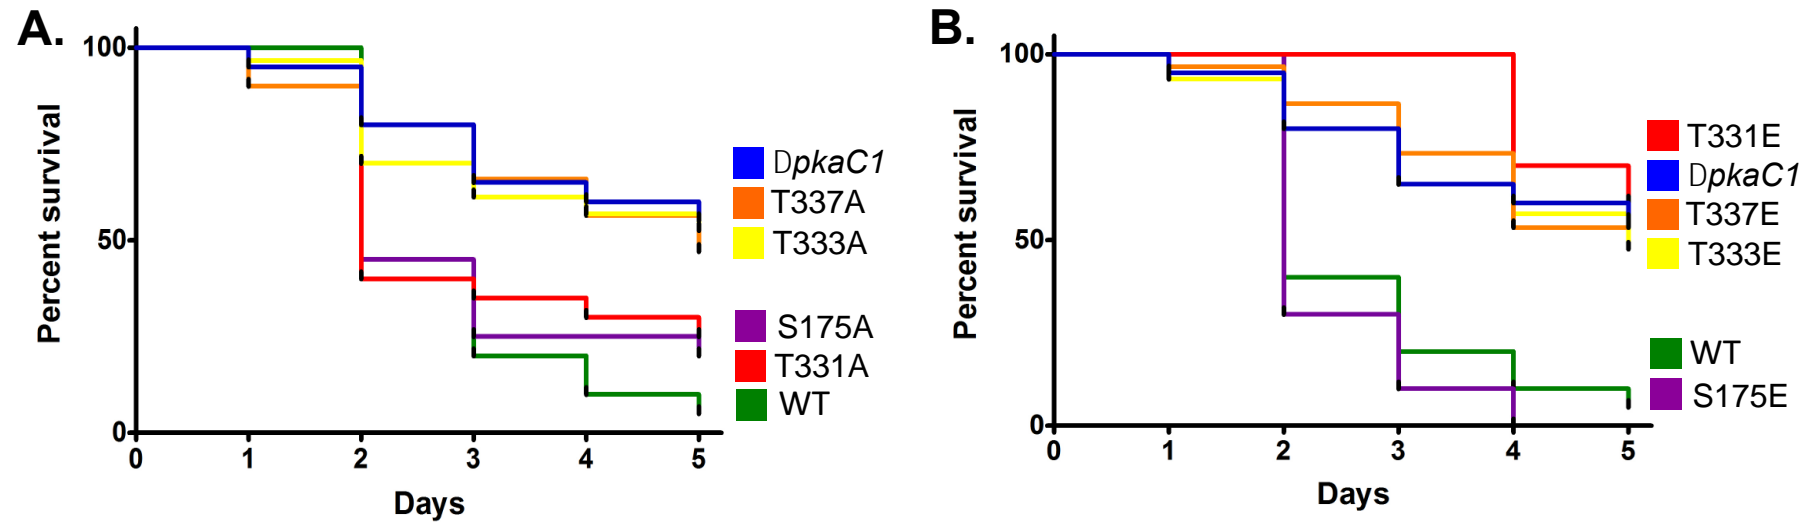 A.
Percent survival
100
50
0
0 1 2 3 4 5
Days
DpkaC1
T337A
T333A
S175A
T331A
WT
B.
Percent survival
100
50
0
0 1 2 3 4 5
Days
T331E
DpkaC1
T337E
T333E
WT
S175E